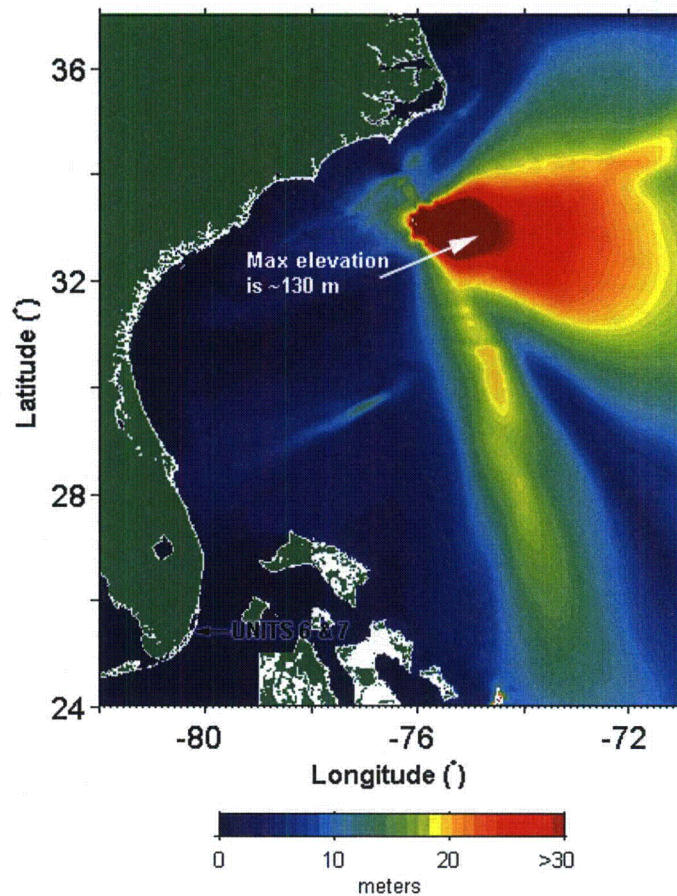 36
32
28
24
Latitude (°)
Max elevation
is ~130 m
UNITS 6 & 7
-80
-76
-72
Longitude (°)
0
10
20
>30
meters